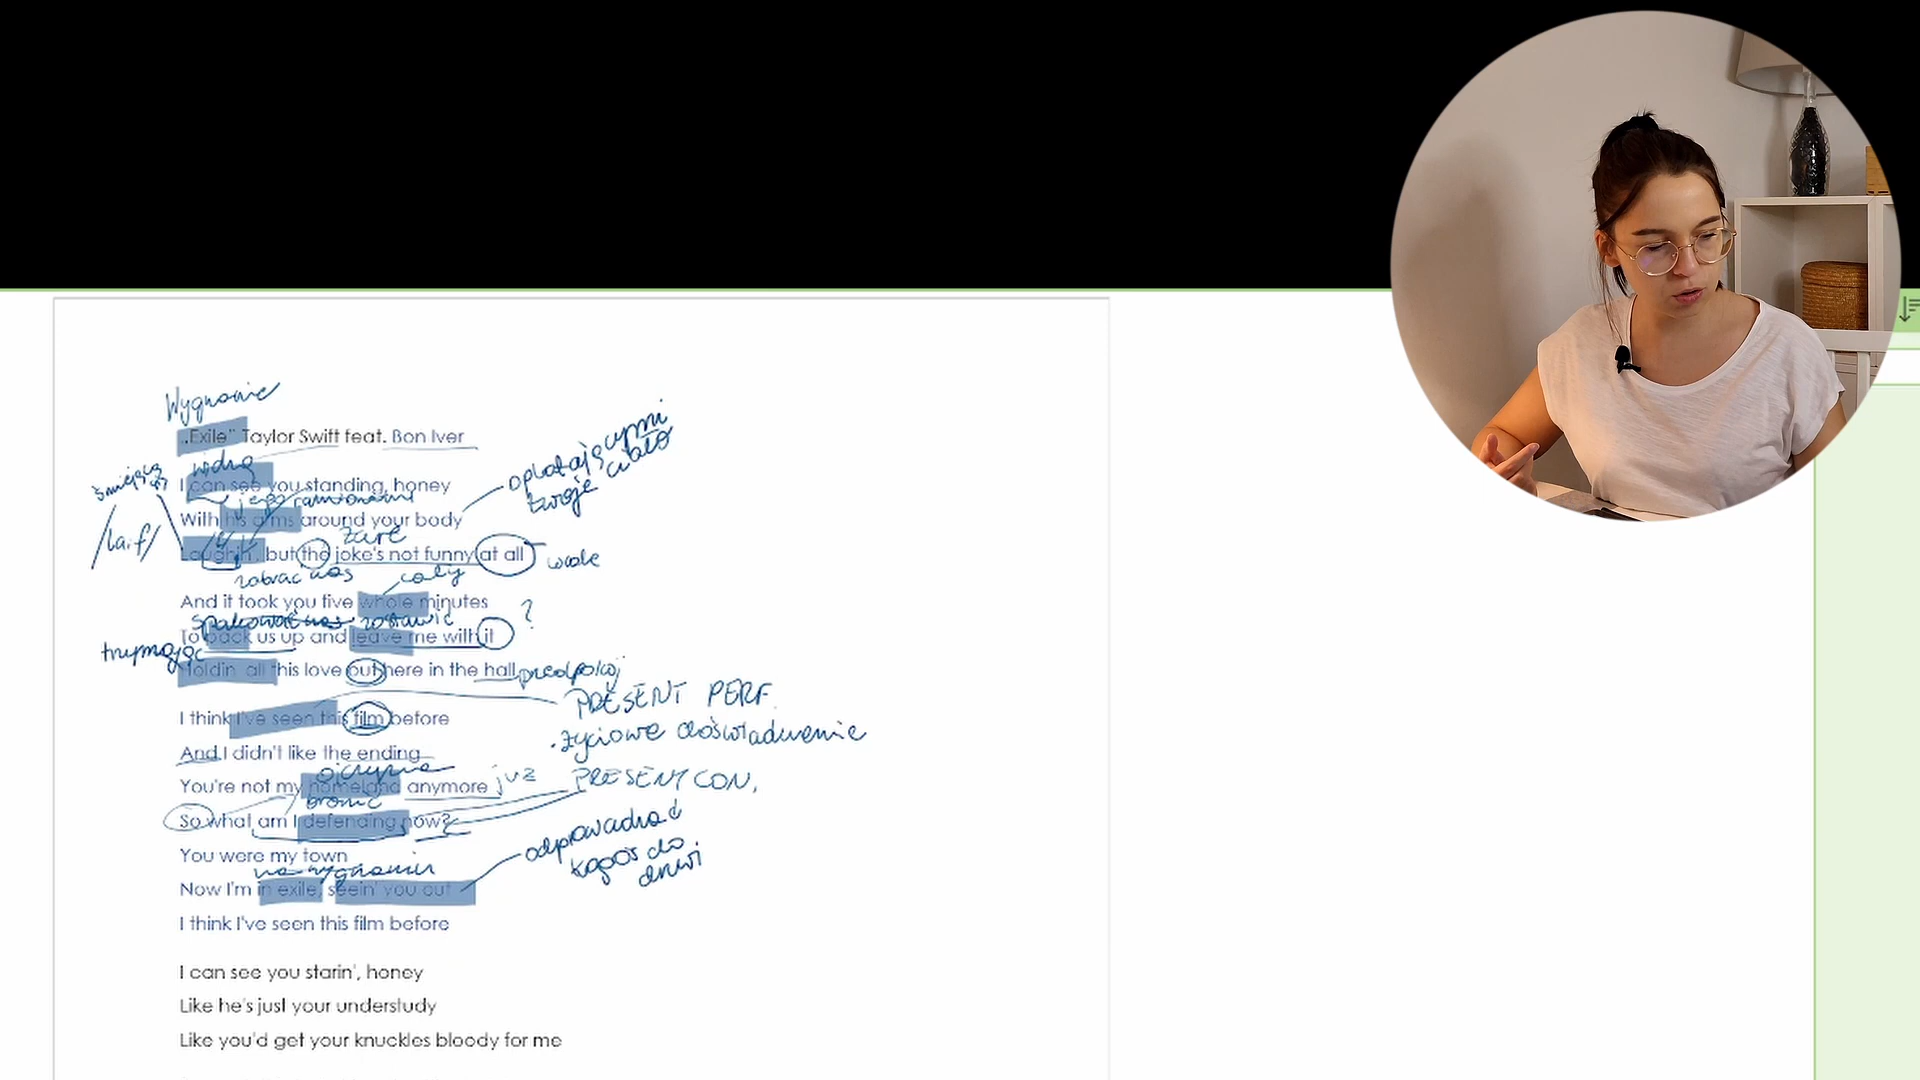 Wygnanie
„Exile" Taylor Swift feat. Bon Iver
widzę
I can see you standing, honey
śmiejąc się
jego ramionami
oplatającymi
twoje ciało
With his arms around your body
/laif/
żart
Laughin', but the joke's not funny at all
wcale
zabrać nas
cały
And it took you five whole minutes
?
spakować nas zostawić
To pack us up and leave me with it
trzymając
Holdin' all this love out here in the hall
przedpokój
PRESENT PERF.
I think I've seen this film before
• życiowe doświadczenie
And I didn't like the ending
ojczyzna
You're not my homeland anymore
już
PRESENT CON.
bronić
So what am I defending now?
odprowadzać
kogoś do
drzwi
You were my town
na wygnaniu
Now I'm in exile, seein' you out
I think I've seen this film before
I can see you starin', honey
Like he's just your understudy
Like you'd get your knuckles bloody for me